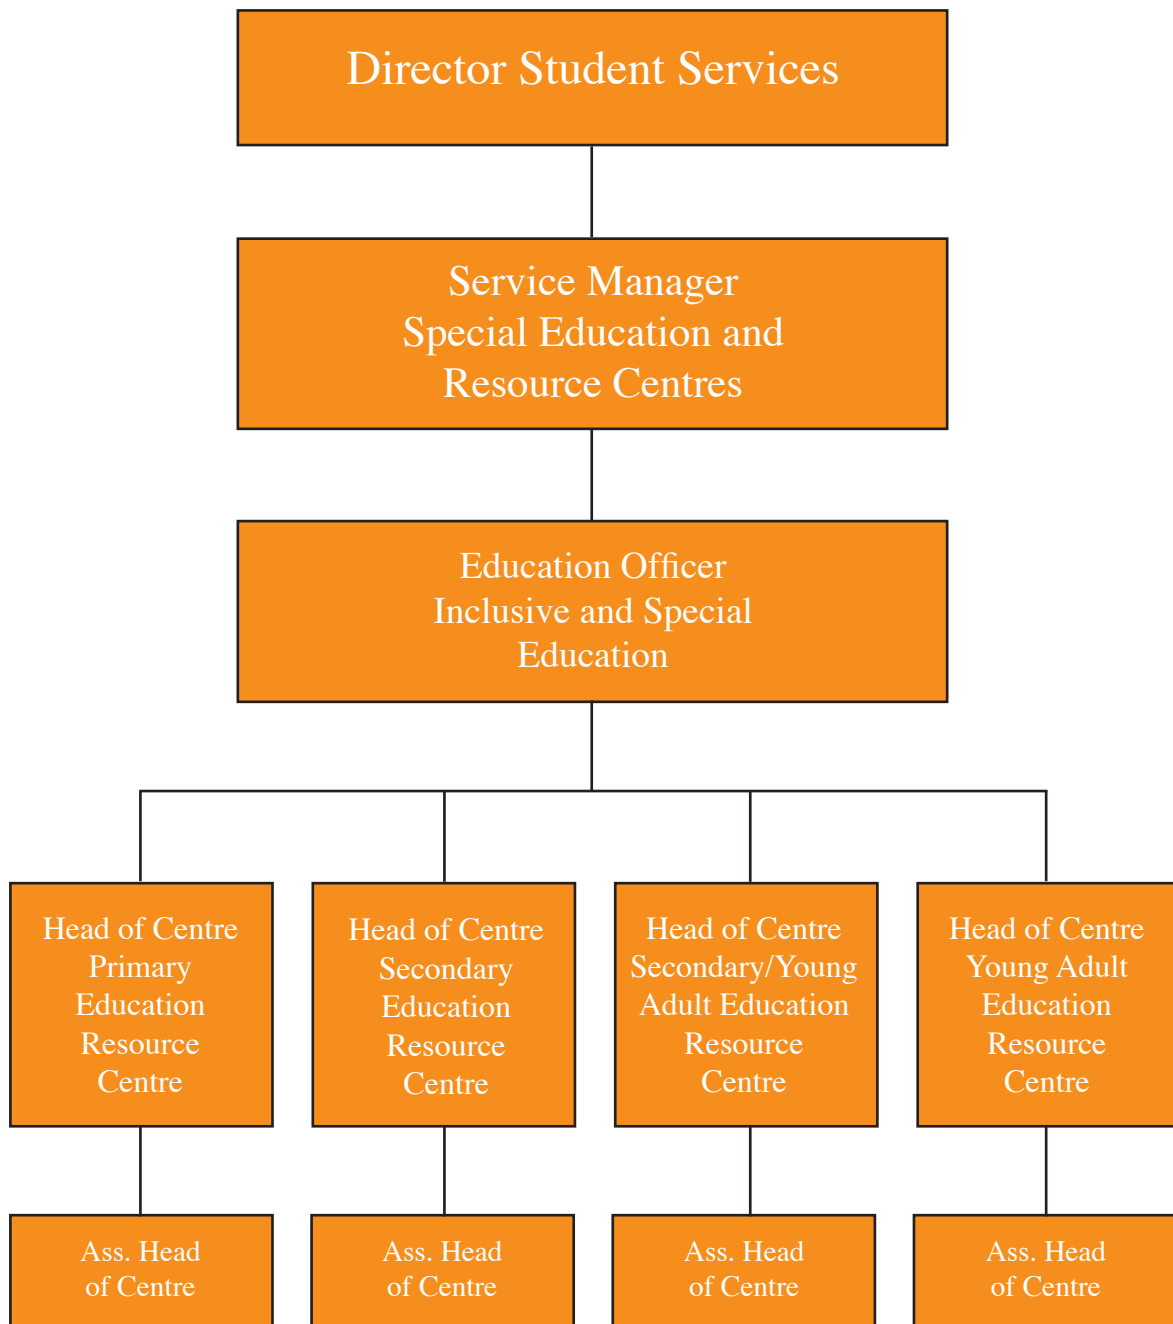 Director Student Services
Service Manager
Special Education and
Resource Centres
Education Officer
Inclusive and Special
Education
Head of Centre
Primary
Education
Resource
Centre
Head of Centre
Secondary
Education
Resource
Centre
Head of Centre
Secondary/Young
Adult Education
Resource
Centre
Head of Centre
Young Adult
Education
Resource
Centre
Ass. Head
of Centre
Ass. Head
of Centre
Ass. Head
of Centre
Ass. Head
of Centre